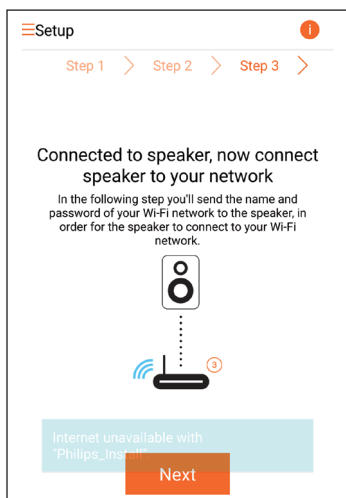 Setup
i
Step 1 > Step 2 > Step 3 >
Connected to speaker, now connect
speaker to your network
In the following step you'll send the name and
password of your Wi-Fi network to the speaker, in
order for the speaker to connect to your Wi-Fi
network.
3
Internet unavailable with
"Philips_Install".
Next